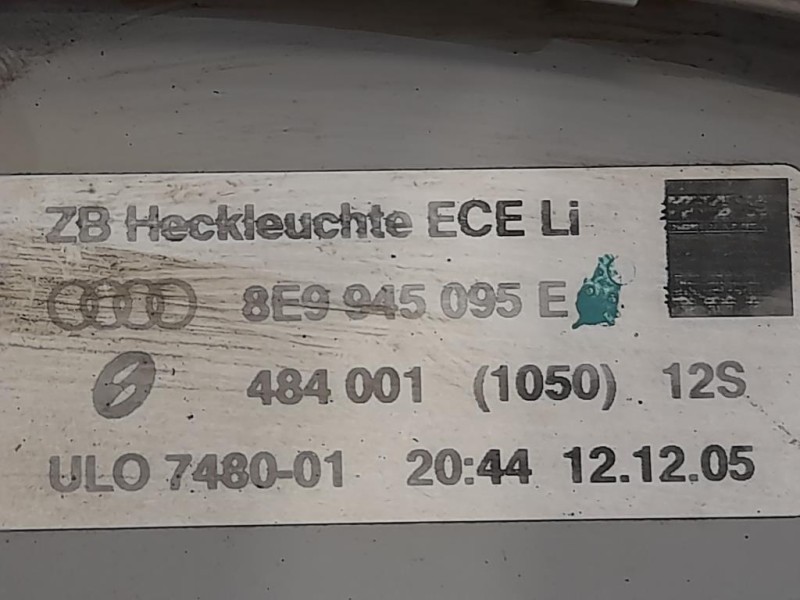 ZB Heckleuchte ECE Li
8E9 945 095 E
484 001 (1050) 12S
ULO 7480-01 20:44 12.12.05